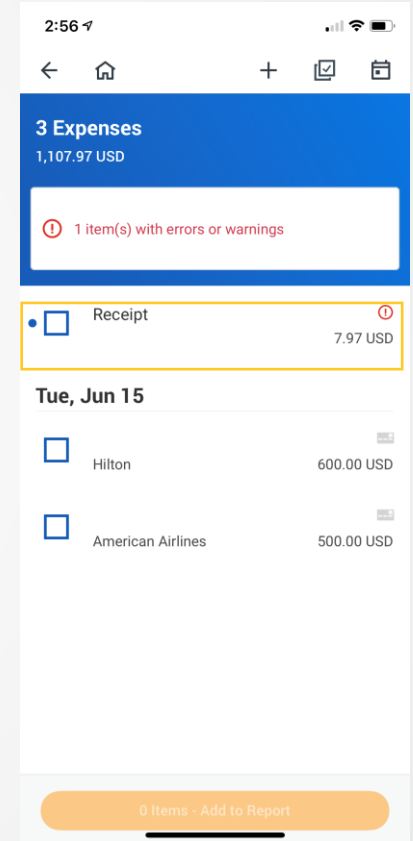 2:56
3 Expenses
1,107.97 USD
1 item(s) with errors or warnings
Receipt
7.97 USD
Tue, Jun 15
Hilton
600.00 USD
American Airlines
500.00 USD
0 Items - Add to Report